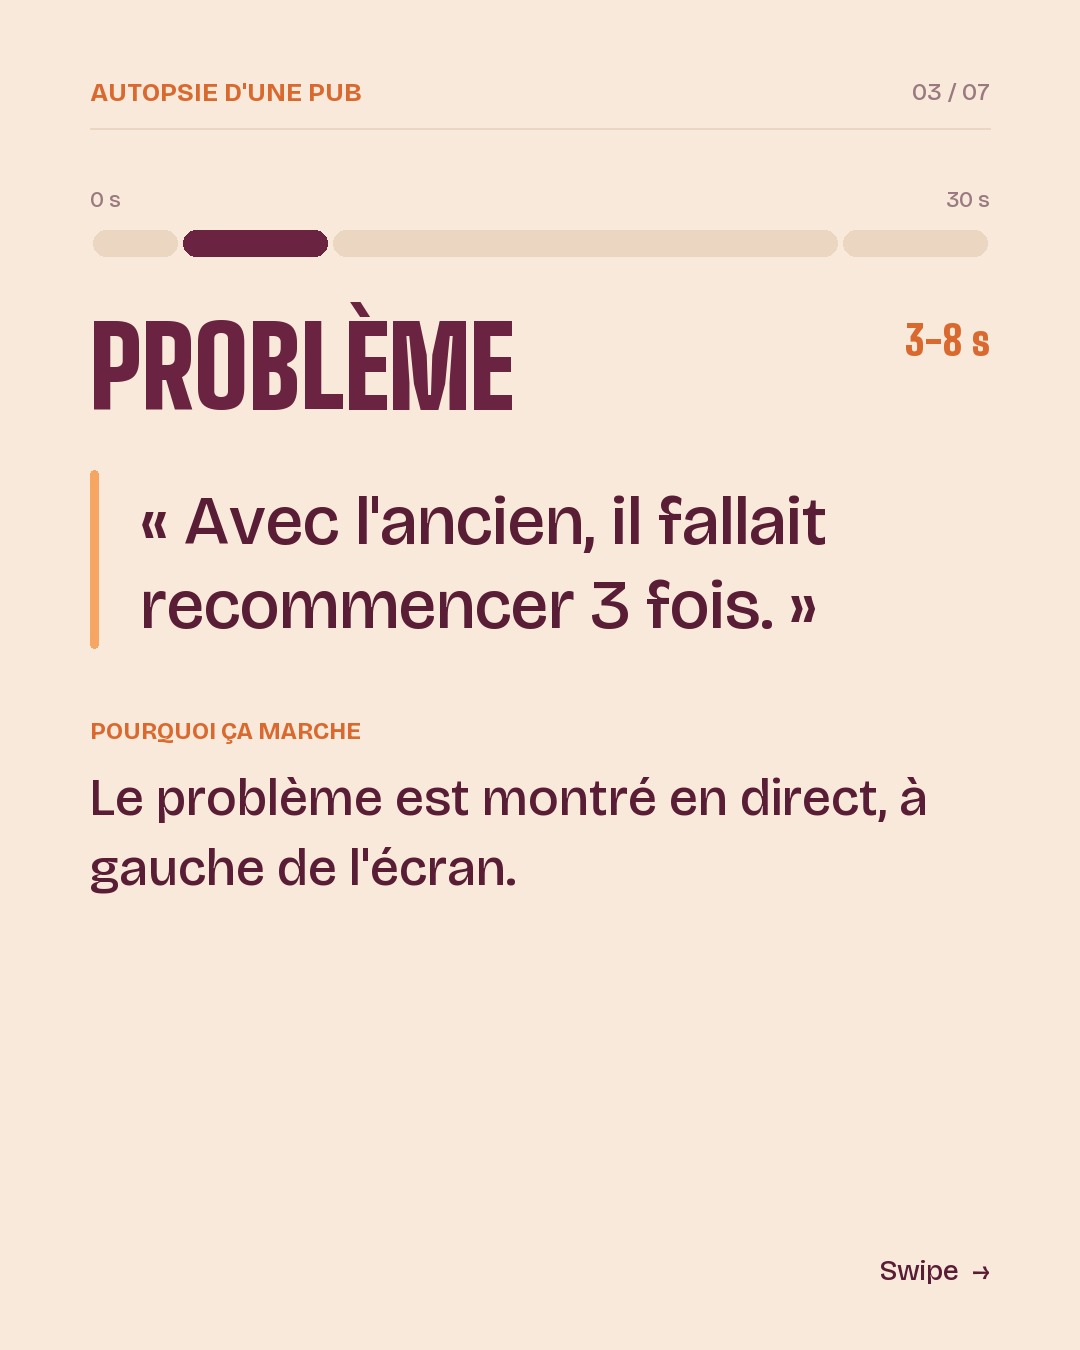 AUTOPSIE D'UNE PUB
03 / 07
0 s
30 s
PROBLÈME
3–8 s
« Avec l'ancien, il fallait
recommencer 3 fois. »
POURQUOI ÇA MARCHE
Le problème est montré en direct, à
gauche de l'écran.
Swipe →